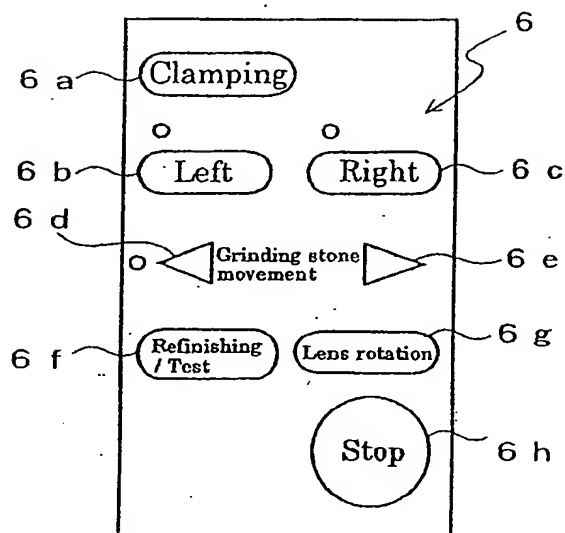 6
6 a
Clamping
6 b
Left
Right
6 c
6 d
Grinding stone
movement
6 e
6 f
Refinishing
/ Test
Lens rotation
6 g
Stop
6 h